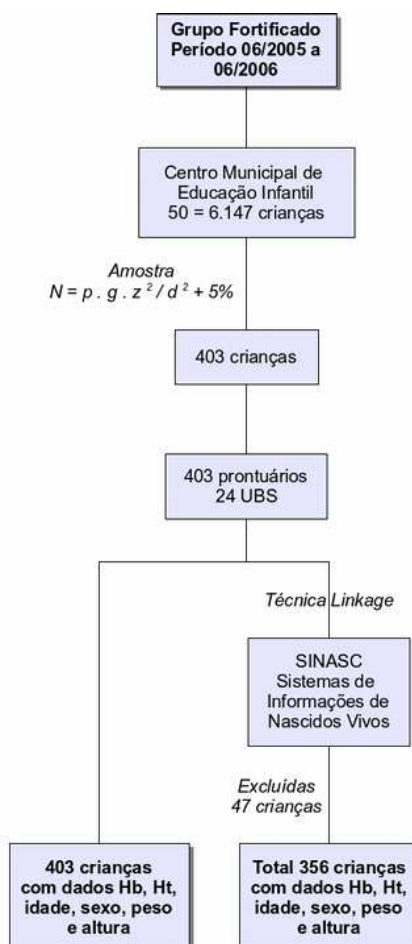 Grupo Fortificado
Período 06/2005 a
06/2006
Centro Municipal de
Educação Infantil
50 = 6.147 crianças
Amostra
N = p . g . z ² / d ² + 5%
403 crianças
403 prontuários
24 UBS
Técnica Linkage
SINASC
Sistemas de
Informações de
Nascidos Vivos
Excluídas
47 crianças
403 crianças
com dados Hb, Ht,
idade, sexo, peso
e altura
Total 356 crianças
com dados Hb, Ht,
idade, sexo, peso
e altura